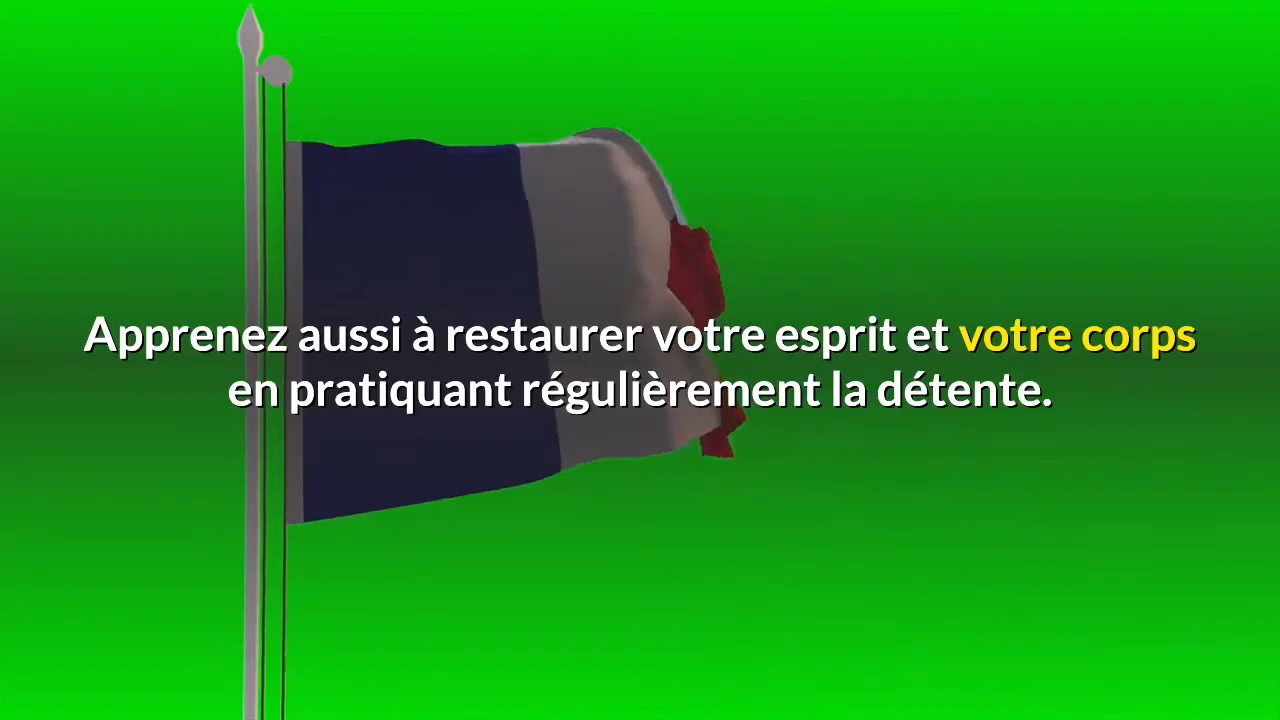 Apprenez aussi à restaurer votre esprit et votre corps
en pratiquant régulièrement la détente.